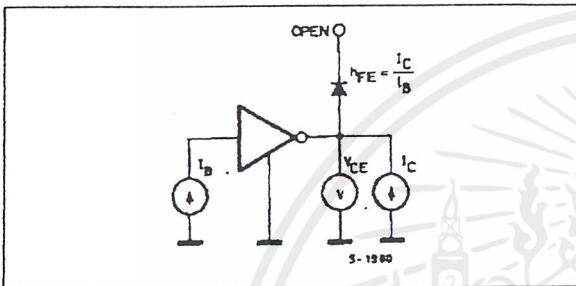 OPEN
hFE = IC / IB
IB
VCE
IC
V
S-1980